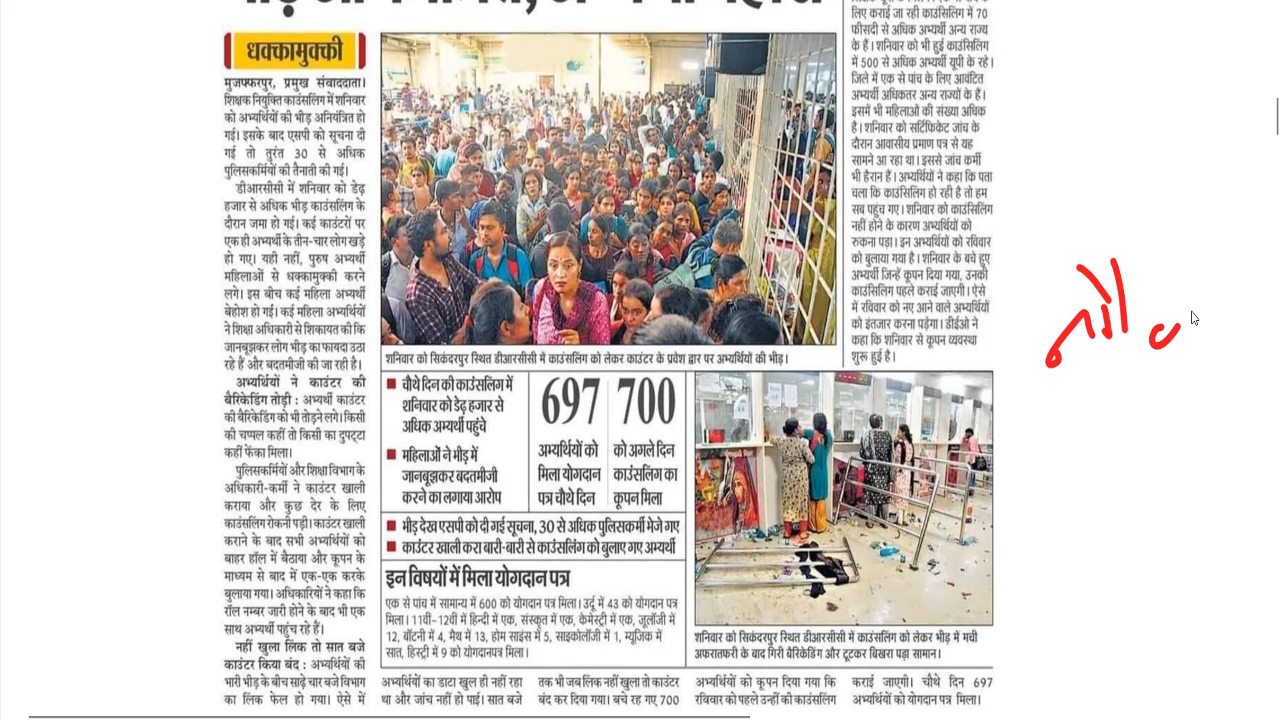 धक्कामुक्की
मुजफ्फरपुर, प्रमुख संवाददाता।
शिक्षक नियुक्ति काउंसलिंग में शनिवार
को अभ्यर्थियों की भीड़ अनियंत्रित हो
गई। इसके बाद एसपी को सूचना दी
गई तो तुरंत 30 से अधिक
पुलिसकर्मियों की तैनाती की गई।
डीआरसीसी में शनिवार को डेढ़
हजार से अधिक भीड़ काउंसलिंग के
दौरान जमा हो गई। कई काउंटरों पर
एक ही अभ्यर्थी के तीन-चार लोग खड़े
हो गए। यही नहीं, पुरुष अभ्यर्थी
महिलाओं से धक्कामुक्की करने
लगे। इस बीच कई महिला अभ्यर्थी
बेहोश हो गई। कई महिला अभ्यर्थियों
ने शिक्षा अधिकारी से शिकायत की कि
जानबूझकर लोग भीड़ का फायदा उठा
रहे हैं और बदतमीजी की जा रही है।
अभ्यर्थियों ने काउंटर की
बैरिकेडिंग तोड़ी : अभ्यर्थी काउंटर
की बैरिकेडिंग को भी तोड़ने लगे। किसी
की चप्पल कहीं तो किसी का दुपट्टा
कहीं फेंका मिला।
पुलिसकर्मियों और शिक्षा विभाग के
अधिकारी-कर्मी ने काउंटर खाली
कराया और कुछ देर के लिए
काउंसलिंग रोकनी पड़ी। काउंटर खाली
कराने के बाद सभी अभ्यर्थियों को
बाहर हॉल में बैठाया और कूपन के
माध्यम से बाद में एक-एक करके
बुलाया गया। अधिकारियों ने कहा कि
रॉल नम्बर जारी होने के बाद भी एक
साथ अभ्यर्थी पहुंच रहे हैं।
नहीं खुला लिंक तो सात बजे
काउंटर किया बंद : अभ्यर्थियों की
भारी भीड़ के बीच साढ़े चार बजे विभाग
का लिंक फेल हो गया। ऐसे में
शनिवार को सिकंदरपुर स्थित डीआरसीसी में काउंसलिंग को लेकर काउंटर के प्रवेश द्वार पर अभ्यर्थियों की भीड़।
चौथे दिन की काउंसलिंग में
शनिवार को डेढ़ हजार से
अधिक अभ्यर्थी पहुंचे
महिलाओं ने भीड़ में
जानबूझकर बदतमीजी
करने का लगाया आरोप
697
अभ्यर्थियों को
मिला योगदान
पत्र चौथे दिन
700
को अगले दिन
काउंसलिंग का
कूपन मिला
भीड़ देख एसपी को दी गई सूचना, 30 से अधिक पुलिसकर्मी भेजे गए
काउंटर खाली करा बारी-बारी से काउंसलिंग को बुलाए गए अभ्यर्थी
इन विषयों में मिला योगदान पत्र
एक से पांच में सामान्य में 600 को योगदान पत्र मिला। उर्दू में 43 को योगदान पत्र
मिला। 11वीं-12वीं में हिन्दी में एक, संस्कृत में एक, केमेस्ट्री में एक, जूलॉजी में
12, बॉटनी में 4, मैथ में 13, होम साइंस में 5, साइकोलॉजी में 1, म्यूजिक में
सात, हिस्ट्री में 9 को योगदानपत्र मिला।
अभ्यर्थियों का डाटा खुल ही नहीं रहा
था और जांच नहीं हो पाई। सात बजे
तक भी जब लिंक नहीं खुला तो काउंटर
बंद कर दिया गया। बचे रह गए 700
लिए कराई जा रही काउंसिलिंग में 70
फीसदी से अधिक अभ्यर्थी अन्य राज्य
के हैं। शनिवार को भी हुई काउंसिलिंग
में 500 से अधिक अभ्यर्थी यूपी के रहे।
जिले में एक से पांच के लिए आवंटित
अभ्यर्थी अधिकतर अन्य राज्यों के हैं।
इसमें भी महिलाओं की संख्या अधिक
है। शनिवार को सर्टिफिकेट जांच के
दौरान आवासीय प्रमाण पत्र से यह
सामने आ रहा था। इससे जांच कर्मी
भी हैरान हैं। अभ्यर्थियों ने कहा कि पता
चला कि काउंसिलिंग हो रही है तो हम
सब पहुंच गए। शनिवार को काउंसिलिंग
नहीं होने के कारण अभ्यर्थियों को
रुकना पड़ा। इन अभ्यर्थियों को रविवार
को बुलाया गया है। शनिवार के बचे हुए
अभ्यर्थी जिन्हें कूपन दिया गया, उनकी
काउंसिलिंग पहले कराई जाएगी। ऐसे
में रविवार को नए आने वाले अभ्यर्थियों
को इंतजार करना पड़ेगा। डीईओ ने
कहा कि शनिवार से कूपन व्यवस्था
शुरू हुई है।
शनिवार को सिकंदरपुर स्थित डीआरसीसी में काउंसलिंग को लेकर भीड़ में मची
अफरातफरी के बाद गिरी बैरिकेडिंग और टूटकर बिखरा पड़ा सामान।
अभ्यर्थियों को कूपन दिया गया कि
रविवार को पहले उन्हीं की काउंसलिंग
कराई जाएगी। चौथे दिन 697
अभ्यर्थियों को योगदान पत्र मिला।